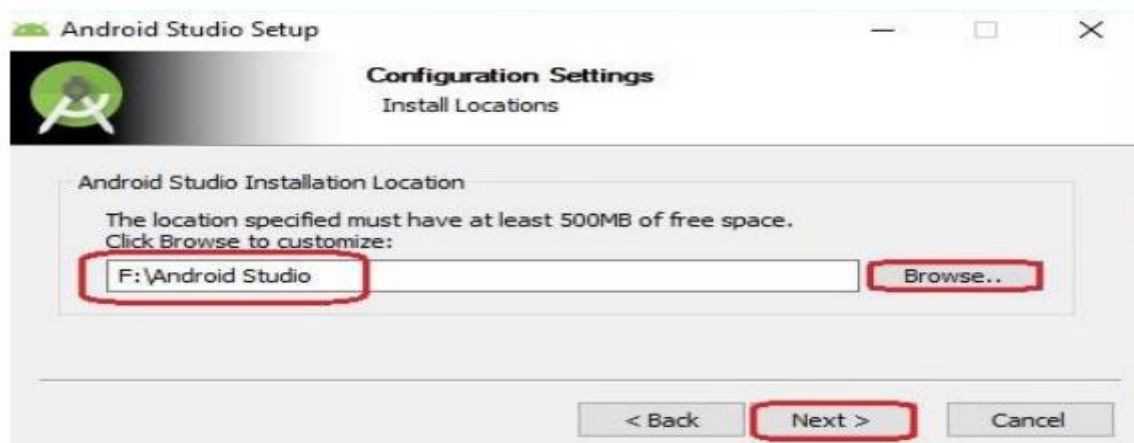 Android Studio Setup
Configuration Settings
Install Locations
Android Studio Installation Location
The location specified must have at least 500MB of free space.
Click Browse to customize:
F:\Android Studio
Browse..
< Back
Next >
Cancel